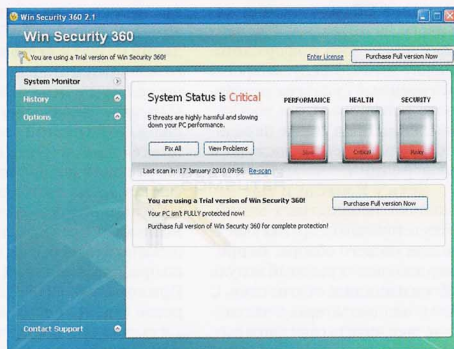 Win Security 360 2.1
Win Security 360
You are using a Trial version of Win Security 360!
Enter License
Purchase Full version Now
System Monitor
History
Options
System Status is Critical
5 threats are highly harmful and slowing
down your PC performance.
Fix All
View Problems
PERFORMANCE
HEALTH
SECURITY
Slow
Critical
Risky
Last scan in: 17 January 2010 09:56 Re-scan
You are using a Trial version of Win Security 360!
Your PC isn't FULLY protected now!
Purchase full version of Win Security 360 for complete protection!
Purchase Full version Now
Contact Support